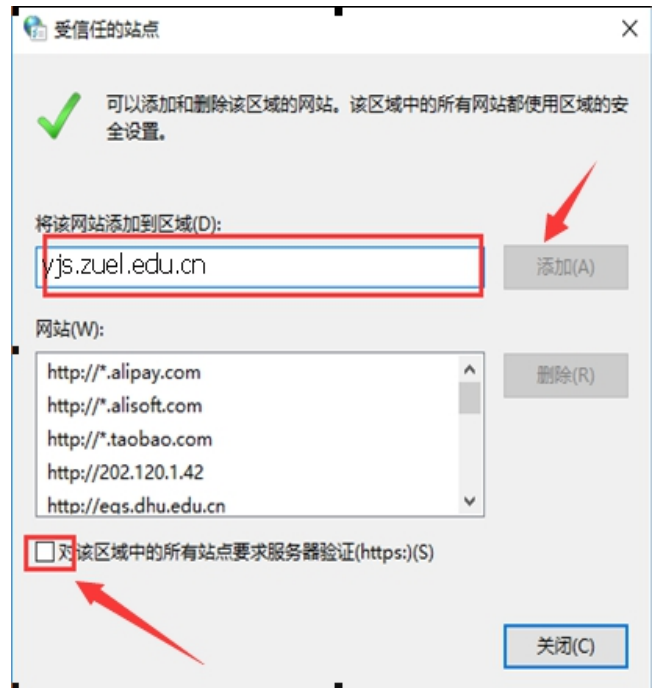 受信任的站点
可以添加和删除该区域的网站。该区域中的所有网站都使用区域的安
全设置。
将该网站添加到区域(D):
yjs.zuel.edu.cn
添加(A)
网站(W):
http://*.alipay.com
http://*.alisoft.com
http://*.taobao.com
http://202.120.1.42
http://eqs.dhu.edu.cn
删除(R)
对该区域中的所有站点要求服务器验证(https:)(S)
关闭(C)